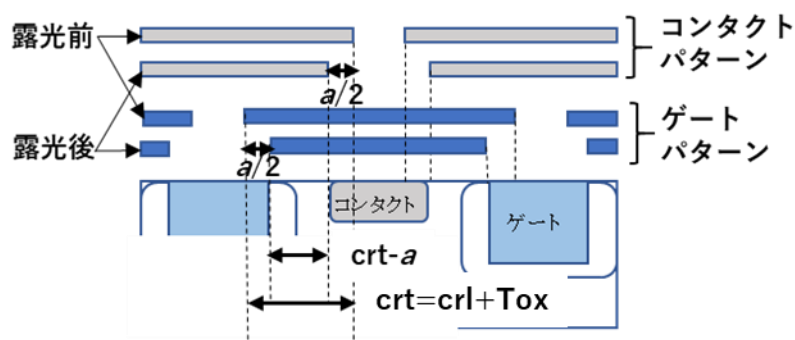 露光前
露光後
コンタクト
パターン
a/2
ゲート
パターン
a/2
コンタクト
ゲート
crt-a
crt=crl+Tox